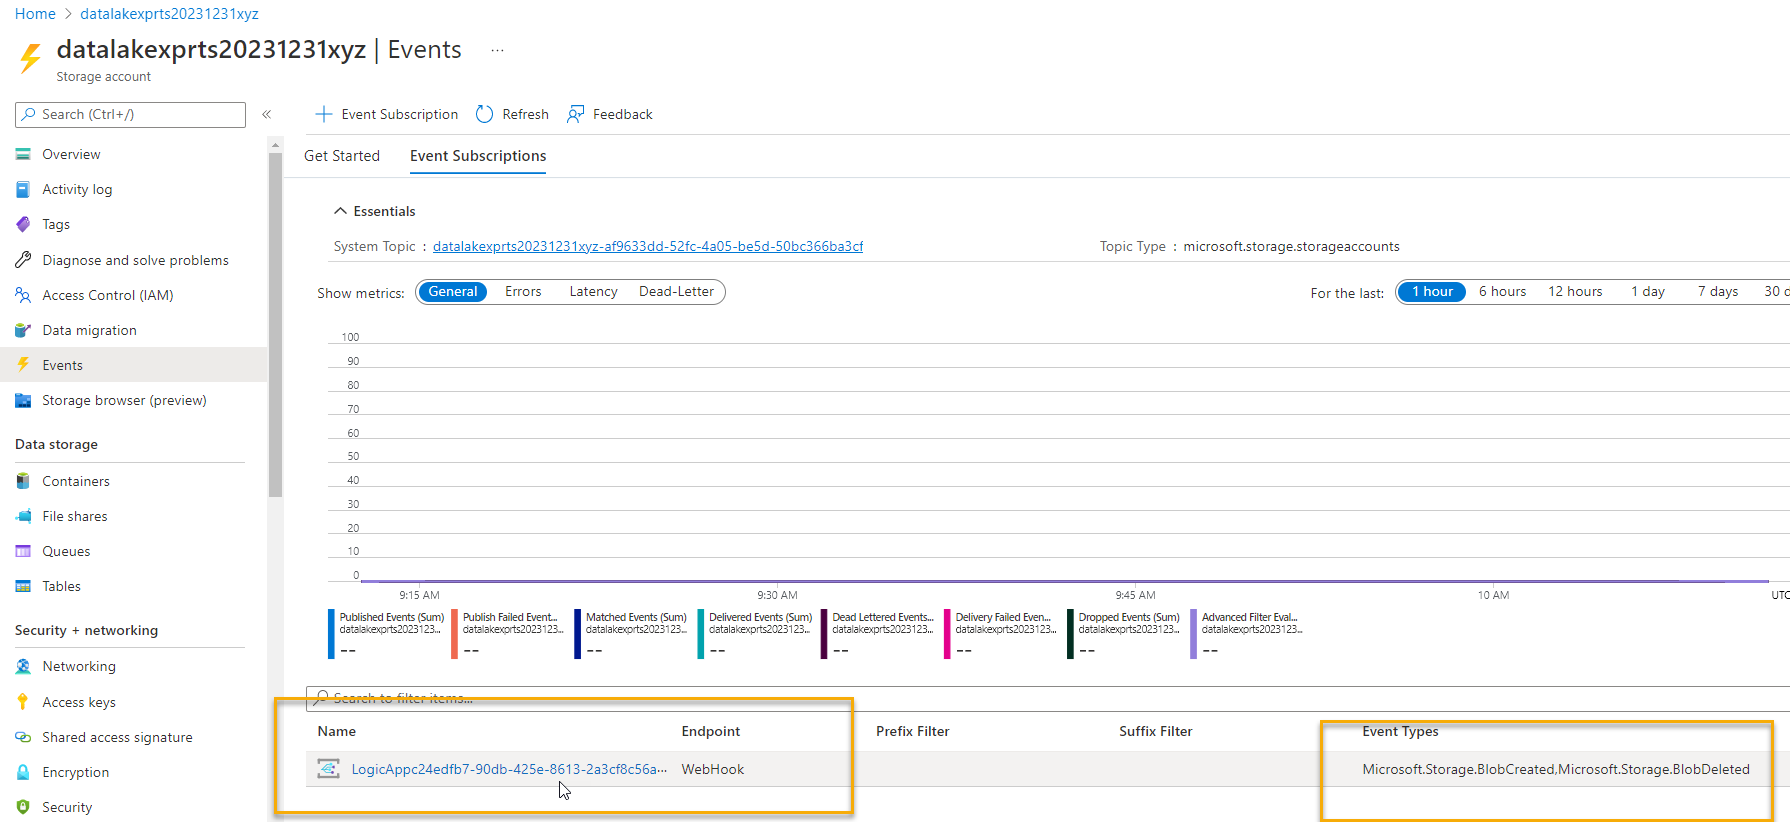 Home > datalakexprts20231231xyz
datalakexprts20231231xyz | Events ...
Storage account
Search (Ctrl+/)
«
Overview
Activity log
Tags
Diagnose and solve problems
Access Control (IAM)
Data migration
Events
Storage browser (preview)
Data storage
Containers
File shares
Queues
Tables
Security + networking
Networking
Access keys
Shared access signature
Encryption
Security
+ Event Subscription Refresh Feedback
Get Started Event Subscriptions
Essentials
System Topic : datalakexprts20231231xyz-af9633dd-52fc-4a05-be5d-50bc366ba3cf Topic Type : microsoft.storage.storageaccounts
Show metrics: General Errors Latency Dead-Letter For the last: 1 hour 6 hours 12 hours 1 day 7 days 30 d
100
90
80
70
60
50
40
30
20
10
0
9:15 AM 9:30 AM 9:45 AM 10 AM UTC
Published Events (Sum) Publish Failed Event... Matched Events (Sum) Delivered Events (Sum) Dead Lettered Events... Delivery Failed Even... Dropped Events (Sum) Advanced Filter Eval...
datalakexprts2023123... datalakexprts2023123... datalakexprts2023123... datalakexprts2023123... datalakexprts2023123... datalakexprts2023123... datalakexprts2023123... datalakexprts2023123...
-- -- -- -- -- -- -- --
Search to filter items...
Name Endpoint Prefix Filter Suffix Filter Event Types
LogicAppc24edfb7-90db-425e-8613-2a3cf8c56a... WebHook Microsoft.Storage.BlobCreated,Microsoft.Storage.BlobDeleted